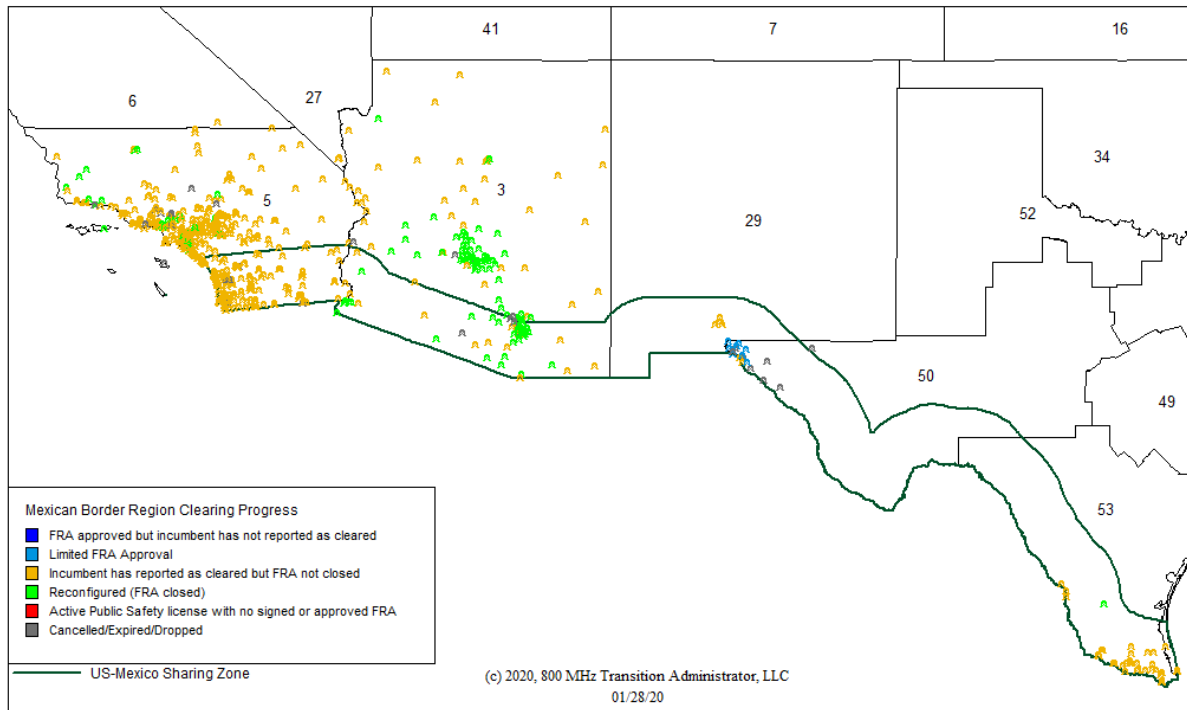 41
7
16
6
27
34
3
5
52
29
50
49
53
Mexican Border Region Clearing Progress
FRA approved but incumbent has not reported as cleared
Limited FRA Approval
Incumbent has reported as cleared but FRA not closed
Reconfigured (FRA closed)
Active Public Safety license with no signed or approved FRA
Cancelled/Expired/Dropped
US-Mexico Sharing Zone
(c) 2020, 800 MHz Transition Administrator, LLC
01/28/20